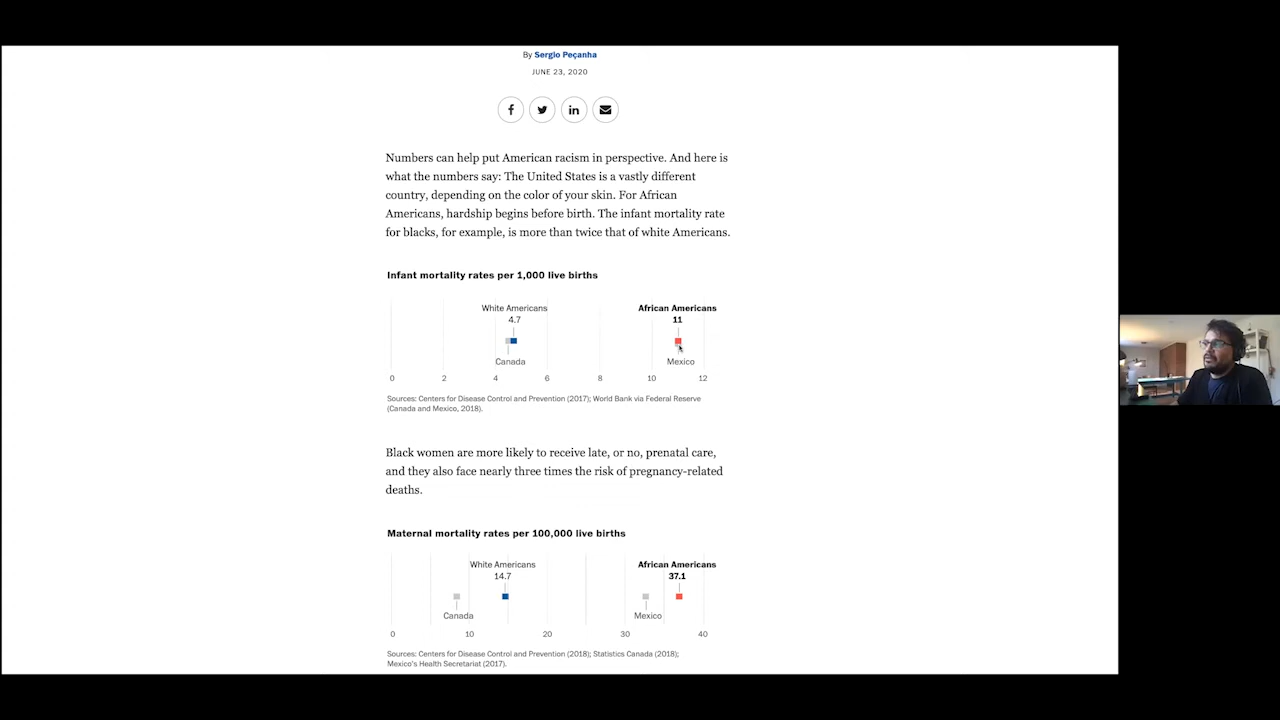 By Sergio Peçanha
JUNE 23, 2020
Numbers can help put American racism in perspective. And here is
what the numbers say: The United States is a vastly different
country, depending on the color of your skin. For African
Americans, hardship begins before birth. The infant mortality rate
for blacks, for example, is more than twice that of white Americans.
Infant mortality rates per 1,000 live births
White Americans
4.7
African Americans
11
Canada
Mexico
0 2 4 6 8 10 12
Sources: Centers for Disease Control and Prevention (2017); World Bank via Federal Reserve
(Canada and Mexico, 2018).
Black women are more likely to receive late, or no, prenatal care,
and they also face nearly three times the risk of pregnancy-related
deaths.
Maternal mortality rates per 100,000 live births
White Americans
14.7
African Americans
37.1
Canada
Mexico
0 10 20 30 40
Sources: Centers for Disease Control and Prevention (2018); Statistics Canada (2018);
Mexico's Health Secretariat (2017).